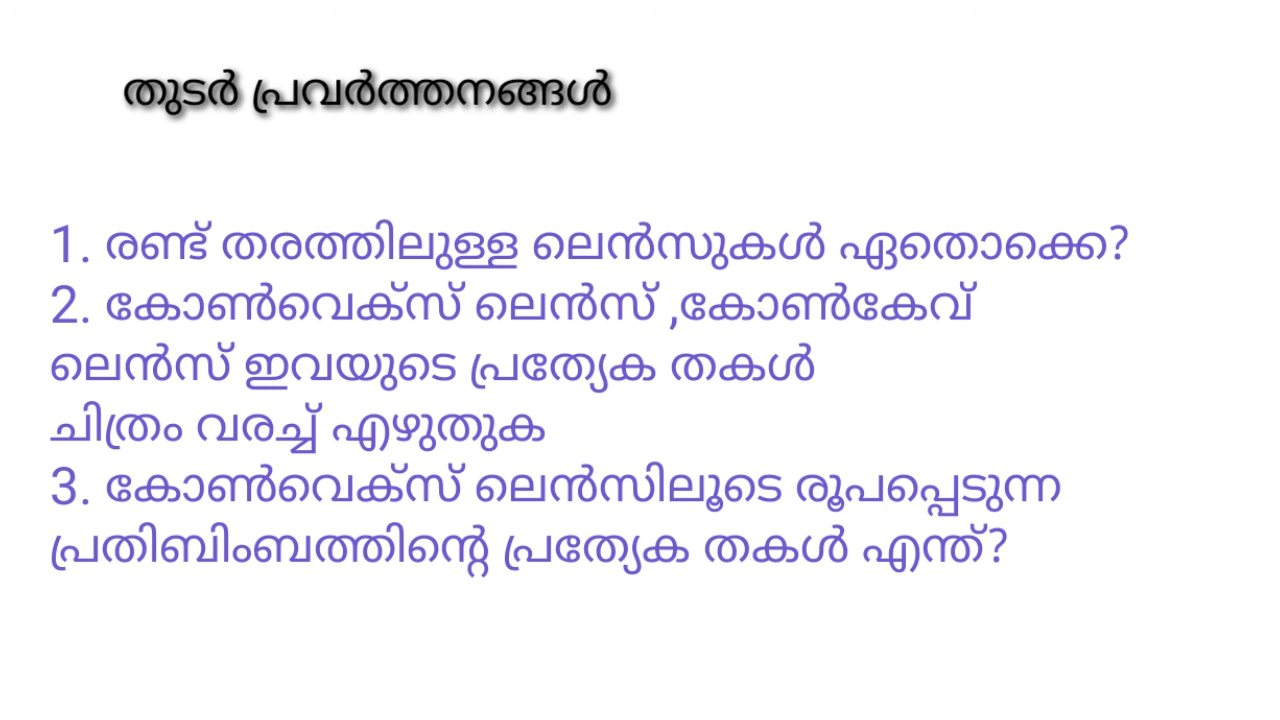 തുടർ പ്രവർത്തനങ്ങൾ
1. രണ്ട് തരത്തിലുള്ള ലെൻസുകൾ ഏതൊക്കെ?
2. കോൺവെക്സ് ലെൻസ് ,കോൺകേവ്
ലെൻസ് ഇവയുടെ പ്രത്യേക തകൾ
ചിത്രം വരച്ച് എഴുതുക
3. കോൺവെക്സ് ലെൻസിലൂടെ രൂപപ്പെടുന്ന
പ്രതിബിംബത്തിന്റെ പ്രത്യേക തകൾ എന്ത്?